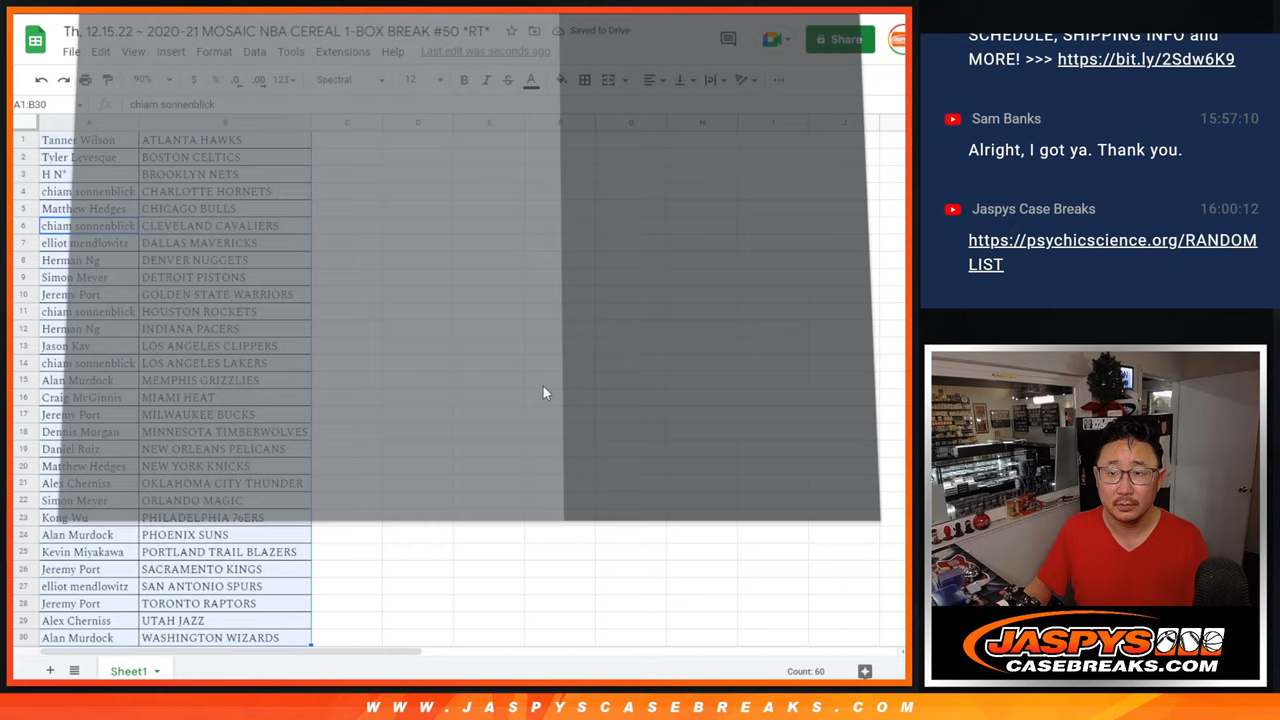 Th. 12.15.22 ~ 2020-21 MOSAIC NBA CEREAL 1-BOX BREAK #50 *RT*
Saved to Drive
Share
File Edit View Insert Format Data Tools Extensions Help Last edit was seconds ago
90% $ % .0 .00 123 Spectral 12
A1:B30 chiam sonnenblick
A B C D E F G H I J
1 Tanner Wilson ATLANTA HAWKS
2 Tyler Levesque BOSTON CELTICS
3 H N* BROOKLYN NETS
4 chiam sonnenblick CHARLOTTE HORNETS
5 Matthew Hedges CHICAGO BULLS
6 chiam sonnenblick CLEVELAND CAVALIERS
7 elliot mendlowitz DALLAS MAVERICKS
8 Herman Ng DENVER NUGGETS
9 Simon Meyer DETROIT PISTONS
10 Jeremy Port GOLDEN STATE WARRIORS
11 chiam sonnenblick HOUSTON ROCKETS
12 Herman Ng INDIANA PACERS
13 Jason Kay LOS ANGELES CLIPPERS
14 chiam sonnenblick LOS ANGELES LAKERS
15 Alan Murdock MEMPHIS GRIZZLIES
16 Craig McGinnis MIAMI HEAT
17 Jeremy Port MILWAUKEE BUCKS
18 Dennis Morgan MINNESOTA TIMBERWOLVES
19 Daniel Ruiz NEW ORLEANS PELICANS
20 Matthew Hedges NEW YORK KNICKS
21 Alex Cherniss OKLAHOMA CITY THUNDER
22 Simon Meyer ORLANDO MAGIC
23 Kong Wu PHILADELPHIA 76ERS
24 Alan Murdock PHOENIX SUNS
25 Kevin Miyakawa PORTLAND TRAIL BLAZERS
26 Jeremy Port SACRAMENTO KINGS
27 elliot mendlowitz SAN ANTONIO SPURS
28 Jeremy Port TORONTO RAPTORS
29 Alex Cherniss UTAH JAZZ
30 Alan Murdock WASHINGTON WIZARDS
Sheet1
Count: 60
SCHEDULE, SHIPPING INFO and
MORE! >>> https://bit.ly/2Sdw6K9
Sam Banks 15:57:10
Alright, I got ya. Thank you.
Jaspys Case Breaks 16:00:12
https://psychicscience.org/RANDOM
LIST
JASPYS
CASEBREAKS.COM
WWW.JASPYSCASEBREAKS.COM